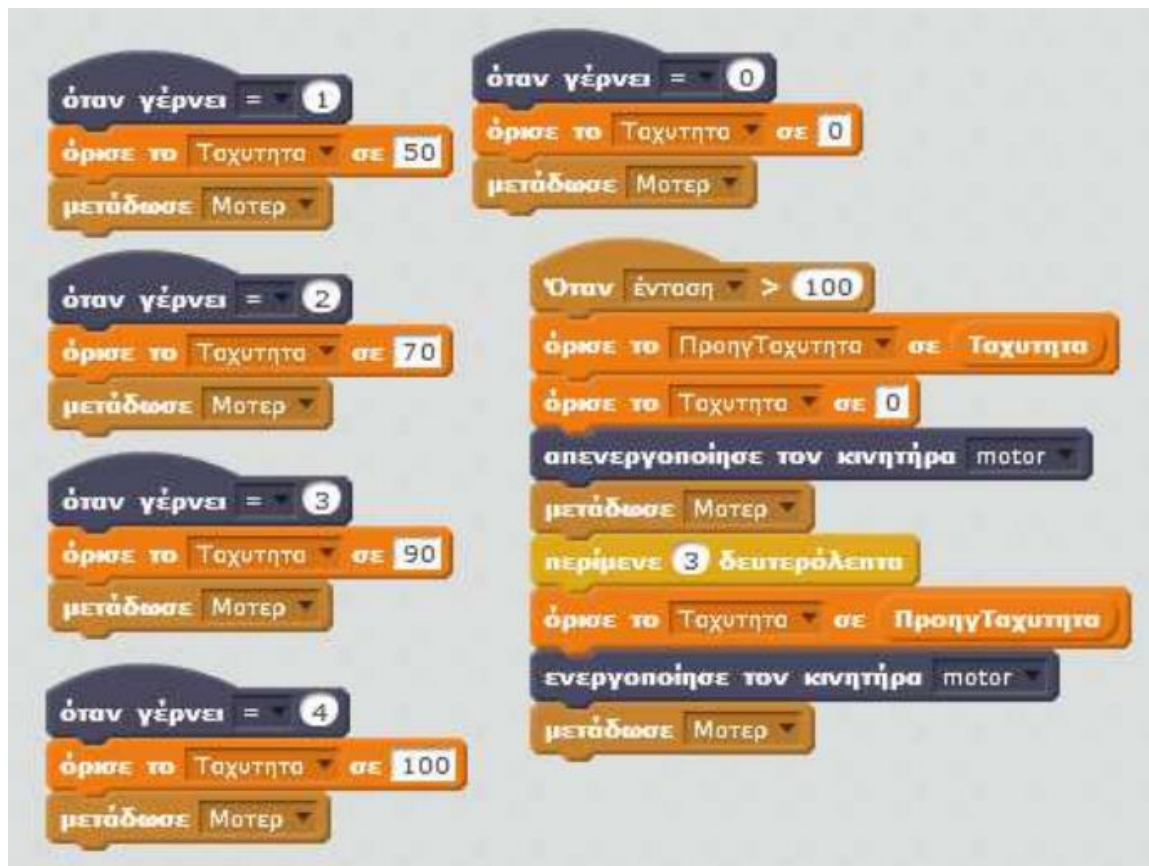 όταν γέρνει = 1
όρισε το Ταχυτητα σε 50
μετάδωσε Μοτερ
όταν γέρνει = 2
όρισε το Ταχυτητα σε 70
μετάδωσε Μοτερ
όταν γέρνει = 3
όρισε το Ταχυτητα σε 90
μετάδωσε Μοτερ
όταν γέρνει = 4
όρισε το Ταχυτητα σε 100
μετάδωσε Μοτερ
όταν γέρνει = 0
όρισε το Ταχυτητα σε 0
μετάδωσε Μοτερ
Όταν ένταση > 100
όρισε το ΠροηγΤαχυτητα σε Ταχυτητα
όρισε το Ταχυτητα σε 0
απενεργοποίησε τον κινητήρα motor
μετάδωσε Μοτερ
περίμενε 3 δευτερόλεπτα
όρισε το Ταχυτητα σε ΠροηγΤαχυτητα
ενεργοποίησε τον κινητήρα motor
μετάδωσε Μοτερ